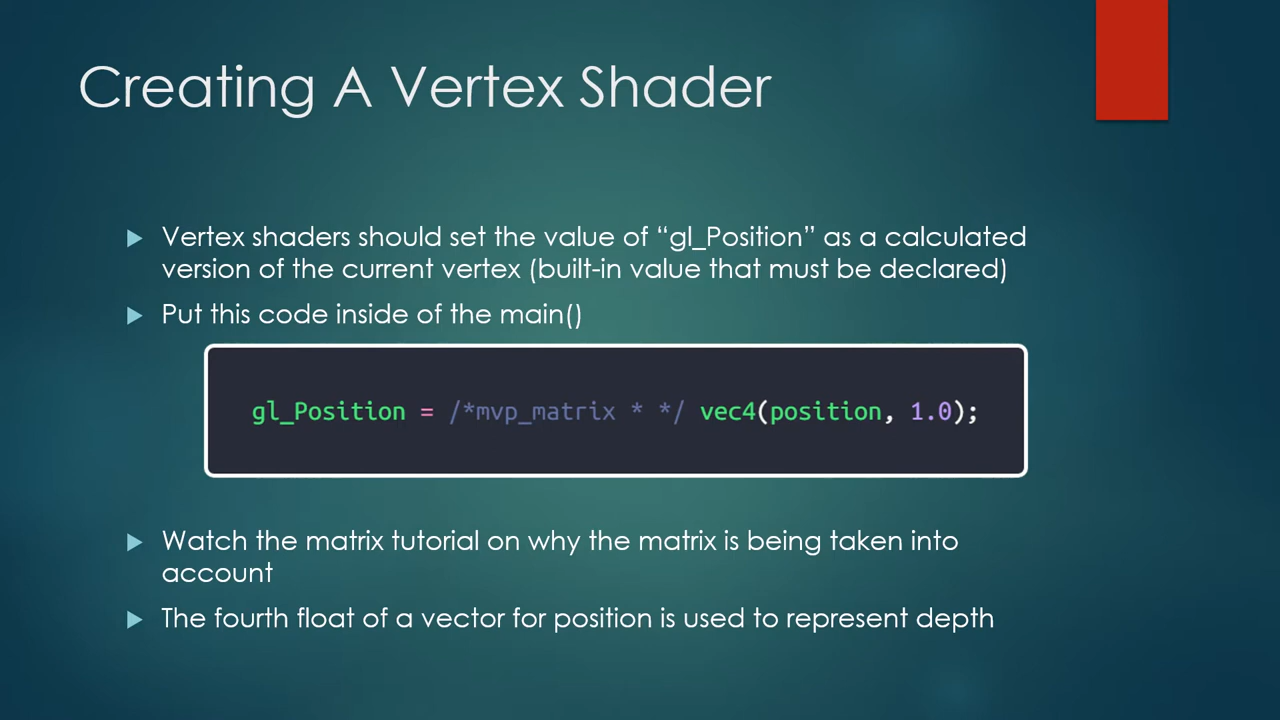 Creating A Vertex Shader
Vertex shaders should set the value of “gl_Position” as a calculated
version of the current vertex (built-in value that must be declared)
Put this code inside of the main()
gl_Position = /*mvp_matrix * */ vec4(position, 1.0);
Watch the matrix tutorial on why the matrix is being taken into
account
The fourth float of a vector for position is used to represent depth